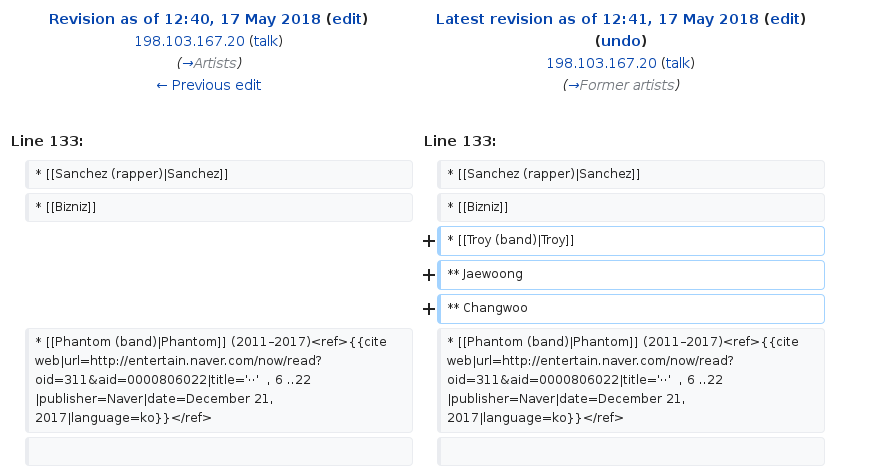 Revision as of 12:40, 17 May 2018 (edit)
198.103.167.20 (talk)
(→Artists)
← Previous edit
Latest revision as of 12:41, 17 May 2018 (edit)
(undo)
198.103.167.20 (talk)
(→Former artists)
Line 133:
Line 133:
* [[Sanchez (rapper)|Sanchez]]
* [[Sanchez (rapper)|Sanchez]]
* [[Bizniz]]
* [[Bizniz]]
+ * [[Troy (band)|Troy]]
+ ** Jaewoong
+ ** Changwoo
* [[Phantom (band)|Phantom]] (2011–2017)<ref>{{cite
web|url=http://entertain.naver.com/now/read?
oid=311&aid=0000806022|title='··' , 6 ..22
|publisher=Naver|date=December 21,
2017|language=ko}}</ref>
* [[Phantom (band)|Phantom]] (2011–2017)<ref>{{cite
web|url=http://entertain.naver.com/now/read?
oid=311&aid=0000806022|title='··' , 6 ..22
|publisher=Naver|date=December 21,
2017|language=ko}}</ref>